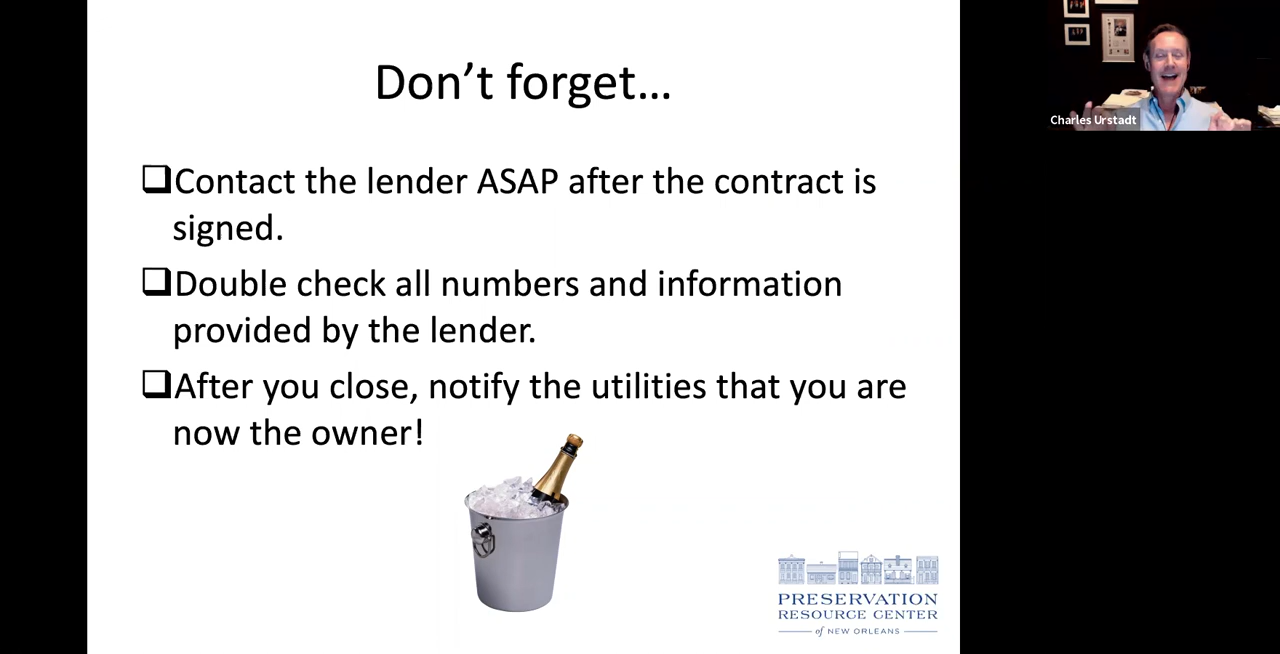 Don’t forget…
❑Contact the lender ASAP after the contract is
signed.
❑Double check all numbers and information
provided by the lender.
❑After you close, notify the utilities that you are
now the owner!
PRESERVATION
RESOURCE CENTER
of NEW ORLEANS
Charles Urstadt